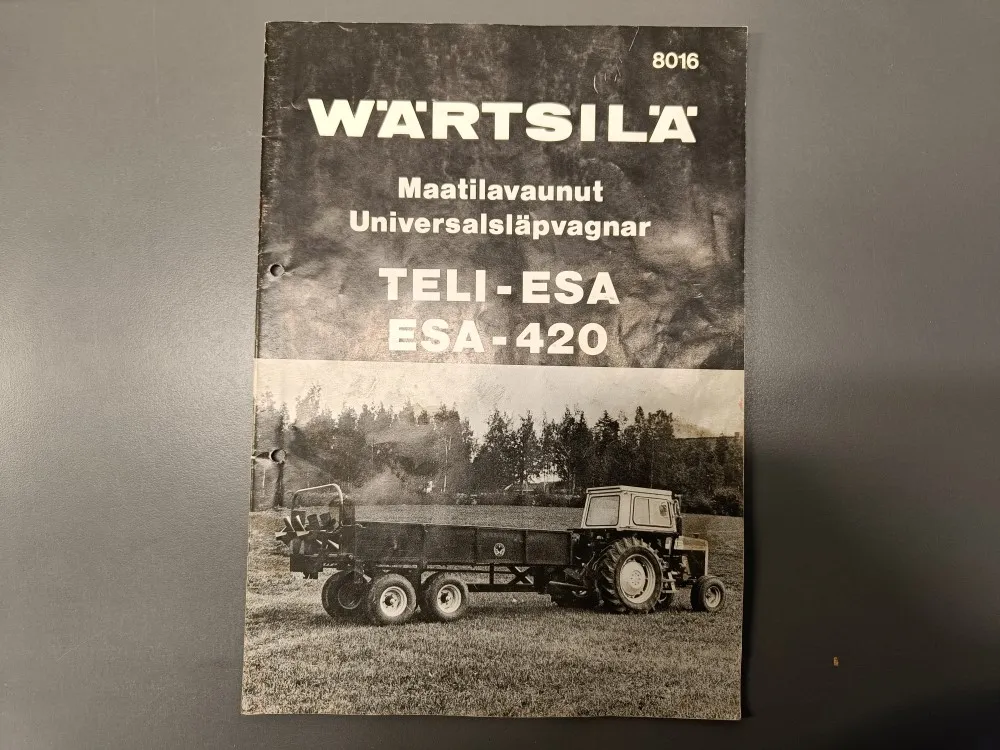 8016
WÄRTSILÄ
Maatilavaunut
Universalsläpvagnar
TELI-ESA
ESA-420